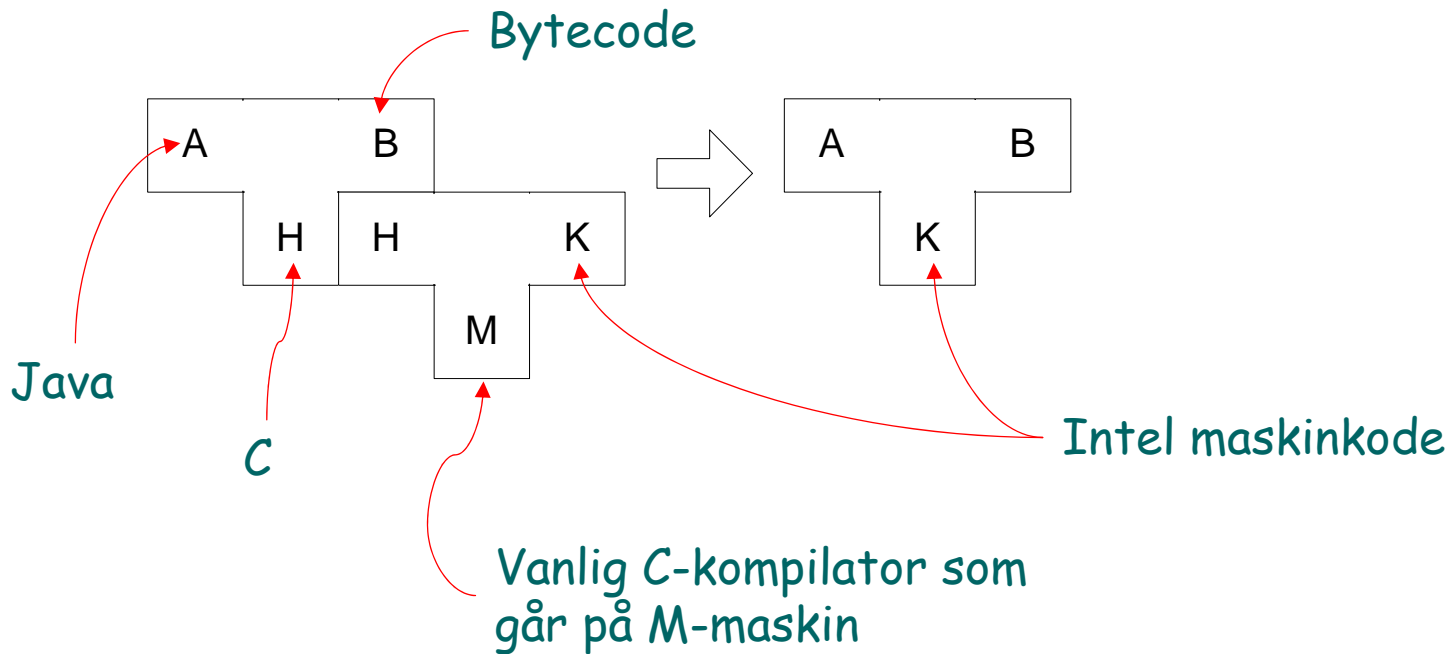 Bytecode
A B
A B
H H K
K
M
Java
C
Intel maskinkode
Vanlig C-kompilator som
går på M-maskin